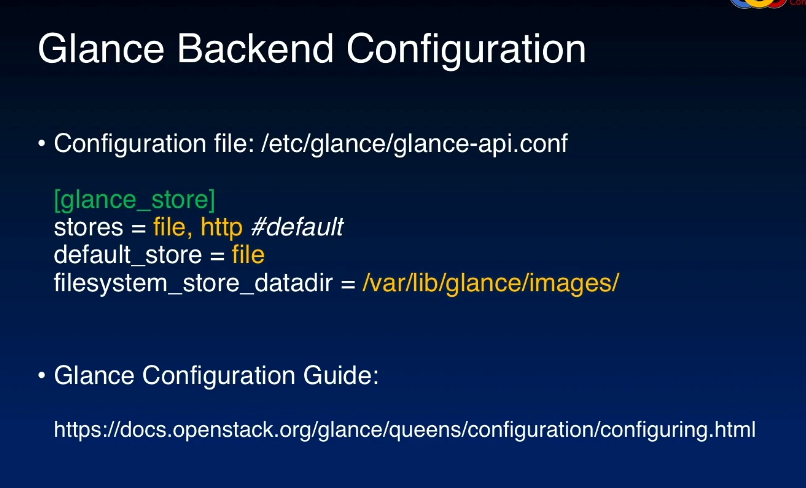 Glance Backend Configuration
• Configuration file: /etc/glance/glance-api.conf
[glance_store]
stores = file, http #default
default_store = file
filesystem_store_datadir = /var/lib/glance/images/
• Glance Configuration Guide:
https://docs.openstack.org/glance/queens/configuration/configuring.html